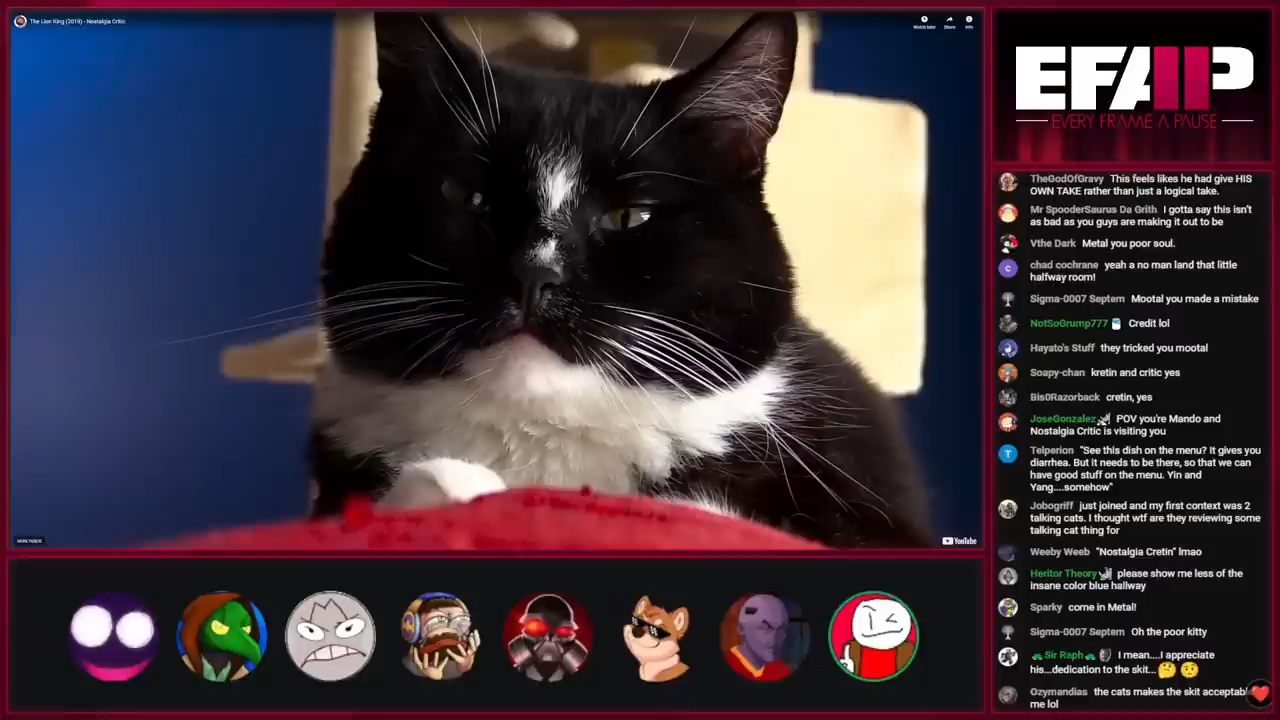 The Lion King (2019) - Nostalgia Critic
Watch later
Share
Info
MORE VIDEOS
YouTube
EFAP
EVERY FRAME A PAUSE
TheGodOfGravy This feels likes he had give HIS
OWN TAKE rather than just a logical take.
Mr SpooderSaurus Da Grith I gotta say this isn't
as bad as you guys are making it out to be
Vthe Dark Metal you poor soul.
chad cochrane yeah a no man land that little
halfway room!
Sigma-0007 Septem Mootal you made a mistake
NotSoGrump777 Credit lol
Hayato's Stuff they tricked you mootal
Soapy-chan kretin and critic yes
Bis0Razorback cretin, yes
JoseGonzalez POV you're Mando and
Nostalgia Critic is visiting you
Telperion "See this dish on the menu? It gives you
diarrhea. But it needs to be there, so that we can
have good stuff on the menu. Yin and
Yang....somehow"
Jobogriff just joined and my first context was 2
talking cats. I thought wtf are they reviewing some
talking cat thing for
Weeby Weeb "Nostalgia Cretin" lmao
Heritor Theory please show me less of the
insane color blue hallway
Sparky come in Metal!
Sigma-0007 Septem Oh the poor kitty
Sir Raph I mean....I appreciate
his...dedication to the skit...
Ozymandias the cats makes the skit acceptabl
me lol